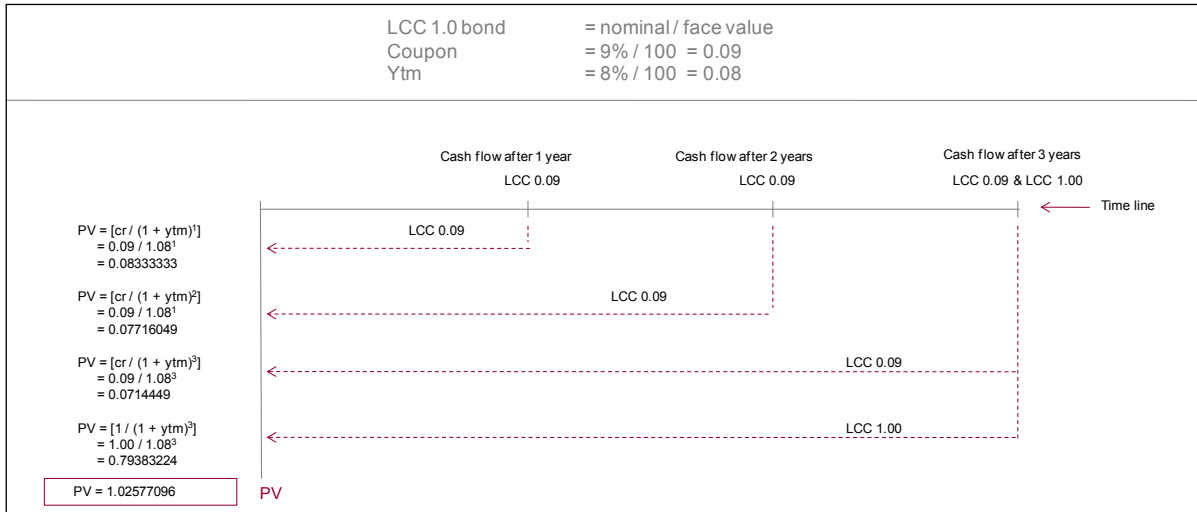 LCC 1.0 bond = nominal / face value
Coupon = 9% / 100 = 0.09
Ytm = 8% / 100 = 0.08
Cash flow after 1 year Cash flow after 2 years Cash flow after 3 years
LCC 0.09 LCC 0.09 LCC 0.09 & LCC 1.00
Time line
PV = [cr / (1 + ytm)¹] LCC 0.09
= 0.09 / 1.08¹
= 0.08333333
PV = [cr / (1 + ytm)²] LCC 0.09
= 0.09 / 1.08¹
= 0.07716049
PV = [cr / (1 + ytm)³] LCC 0.09
= 0.09 / 1.08³
= 0.0714449
PV = [1 / (1 + ytm)³] LCC 1.00
= 1.00 / 1.08³
= 0.79383224
PV = 1.02577096 PV